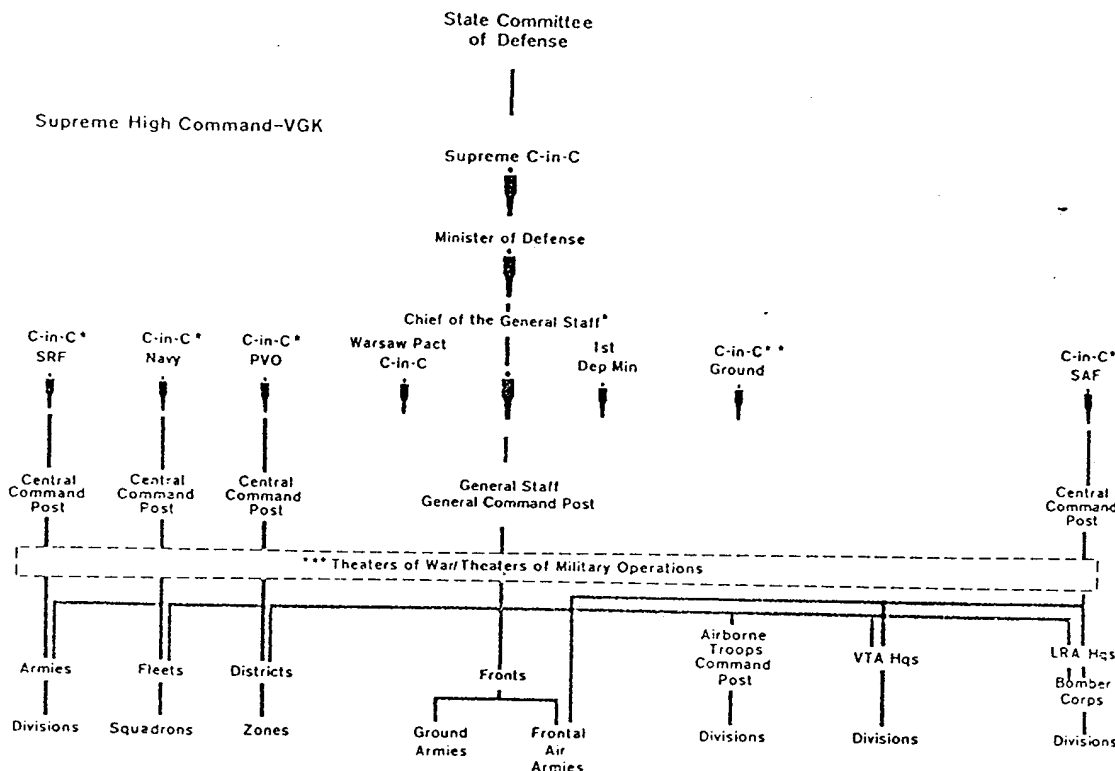 State Committee
of Defense
Supreme High Command-VGK
Supreme C-in-C
Minister of Defense
Chief of the General Staff*
C-in-C*
SRF
C-in-C*
Navy
C-in-C*
PVO
Warsaw Pact
C-in-C
1st
Dep Min
C-in-C**
Ground
C-in-C*
SAF
Central
Command
Post
Central
Command
Post
Central
Command
Post
General Staff
General Command Post
Central
Command
Post
***Theaters of War/Theaters of Military Operations
Armies
Fleets
Districts
Fronts
Airborne
Troops
Command
Post
VTA Hqs
LRA Hqs
Bomber
Corps
Divisions
Squadrons
Zones
Ground
Armies
Frontal
Air
Armies
Divisions
Divisions
Divisions